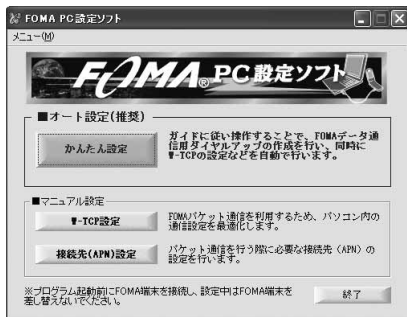 FOMA PC設定ソフト
メニュー(M)
FOMA® PC設定ソフト
■オート設定(推奨)
かんたん設定
ガイドに従い操作することで、FOMAデータ通
信用ダイヤルアップの作成を行い、同時に
W-TCPの設定などを自動で行います。
■マニュアル設定
W-TCP設定
FOMAパケット通信を利用するため、パソコン内の
通信設定を最適化します。
接続先(APN)設定
パケット通信を行う際に必要な接続先(APN)の
設定を行います。
※プログラム起動前にFOMA端末を接続し、設定中はFOMA端末を
差し替えないでください。
終了